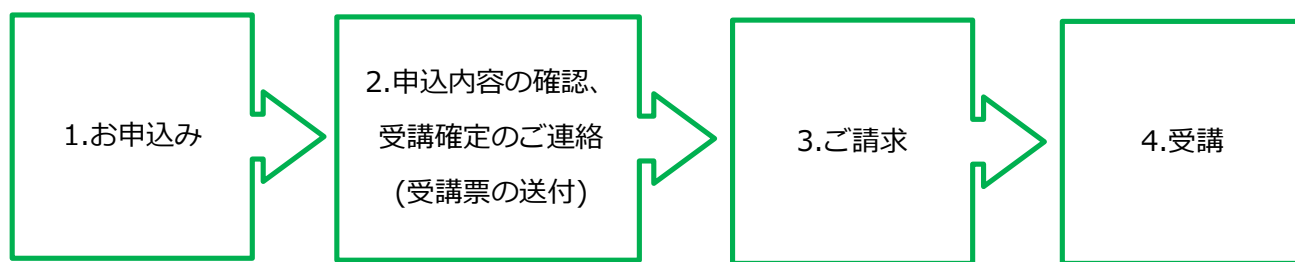 1.お申込み
2.申込内容の確認、
受講確定のご連絡
(受講票の送付)
3.ご請求
4.受講